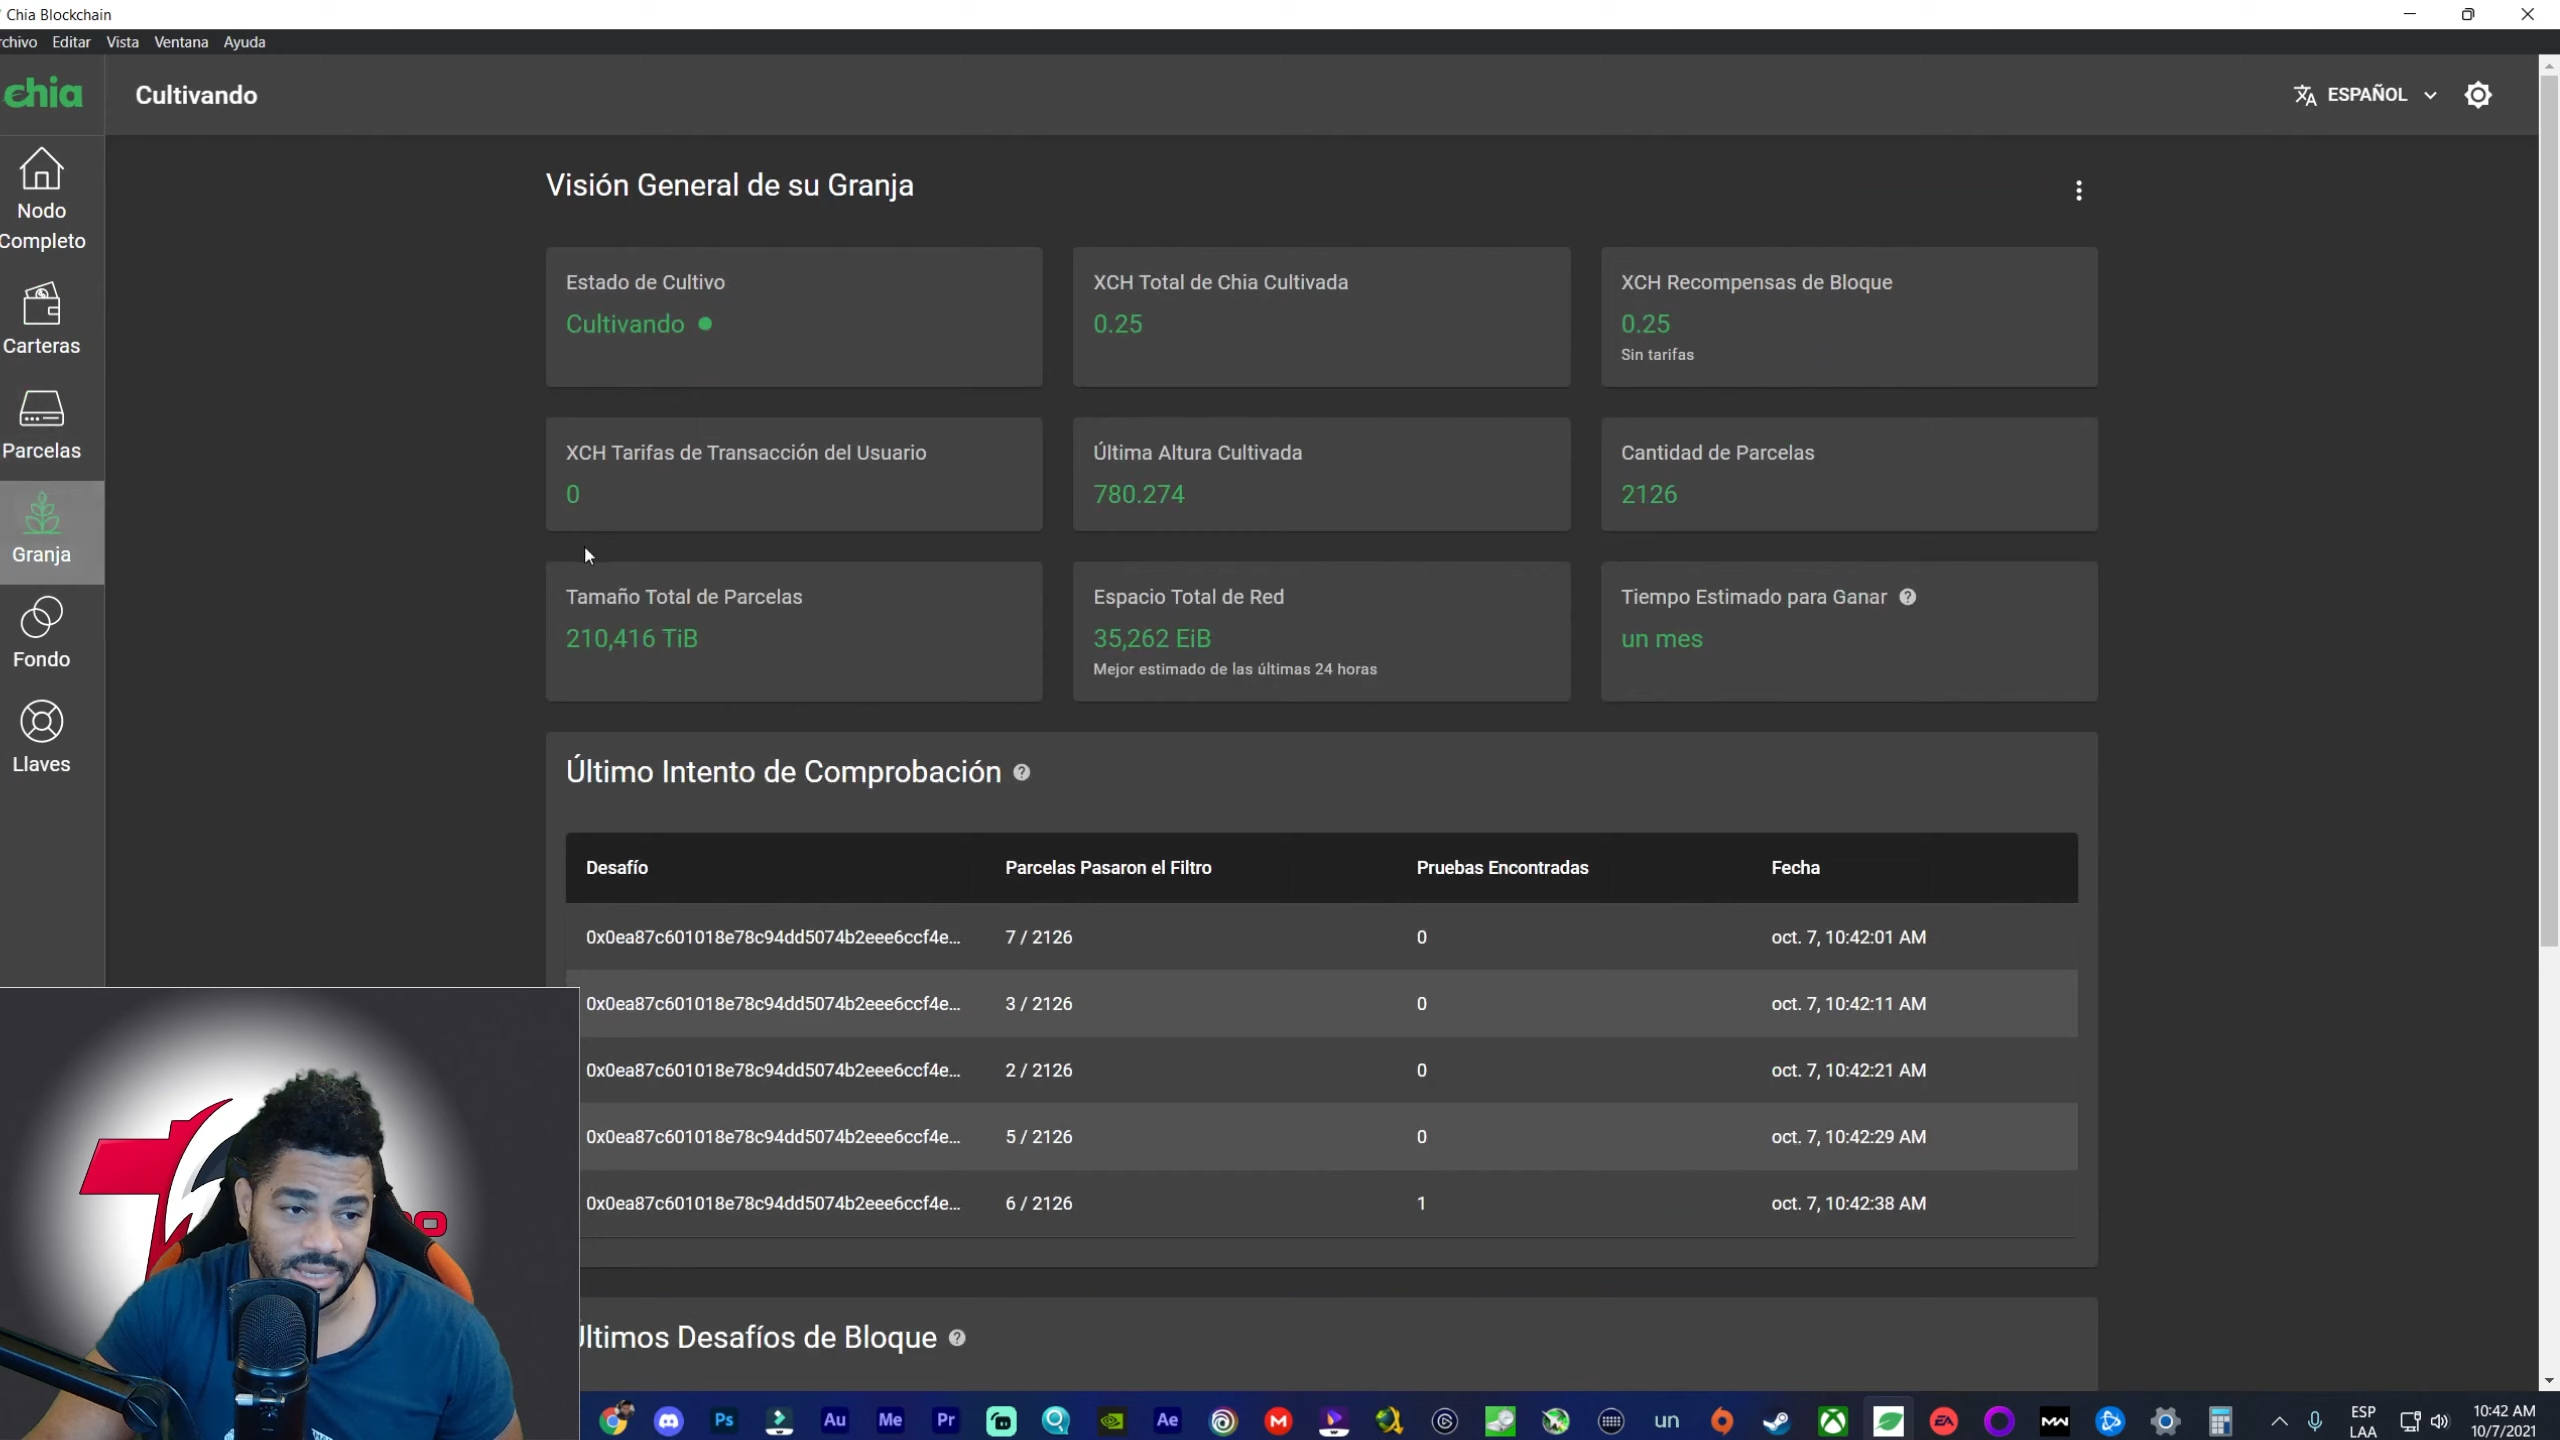 Chia Blockchain
rchivo Editar Vista Ventana Ayuda
chia
Cultivando
ESPAÑOL
Nodo
Completo
Carteras
Parcelas
Granja
Fondo
Llaves
Visión General de su Granja
Estado de Cultivo
Cultivando
XCH Total de Chia Cultivada
0.25
XCH Recompensas de Bloque
0.25
Sin tarifas
XCH Tarifas de Transacción del Usuario
0
Última Altura Cultivada
780.274
Cantidad de Parcelas
2126
Tamaño Total de Parcelas
210,416 TiB
Espacio Total de Red
35,262 EiB
Mejor estimado de las últimas 24 horas
Tiempo Estimado para Ganar ?
un mes
Último Intento de Comprobación ?
Desafío Parcelas Pasaron el Filtro Pruebas Encontradas Fecha
0x0ea87c601018e78c94dd5074b2eee6ccf4e... 7 / 2126 0 oct. 7, 10:42:01 AM
0x0ea87c601018e78c94dd5074b2eee6ccf4e... 3 / 2126 0 oct. 7, 10:42:11 AM
0x0ea87c601018e78c94dd5074b2eee6ccf4e... 2 / 2126 0 oct. 7, 10:42:21 AM
0x0ea87c601018e78c94dd5074b2eee6ccf4e... 5 / 2126 0 oct. 7, 10:42:29 AM
0x0ea87c601018e78c94dd5074b2eee6ccf4e... 6 / 2126 1 oct. 7, 10:42:38 AM
Últimos Desafíos de Bloque ?
Ps Au Me Pr Ae M un EA MW
ESP
LAA
10:42 AM
10/7/2021